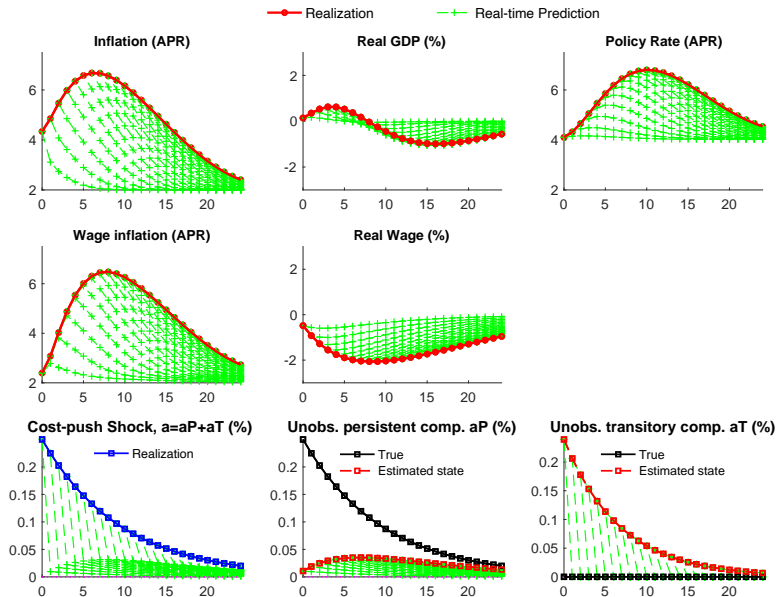 Realization
Real-time Prediction
Inflation (APR)
Real GDP (%)
Policy Rate (APR)
6
4
2
0 5 10 15 20
2
0
-2
0 5 10 15 20
6
4
2
0 5 10 15 20
Wage inflation (APR)
Real Wage (%)
6
4
2
0 5 10 15 20
2
0
-2
0 5 10 15 20
Cost-push Shock, a=aP+aT (%)
Unobs. persistent comp. aP (%)
Unobs. transitory comp. aT (%)
Realization
0.2
0.15
0.1
0.05
0
0 5 10 15 20
True
Estimated state
0.2
0.15
0.1
0.05
0
0 5 10 15 20
True
Estimated state
0.2
0.15
0.1
0.05
0
0 5 10 15 20